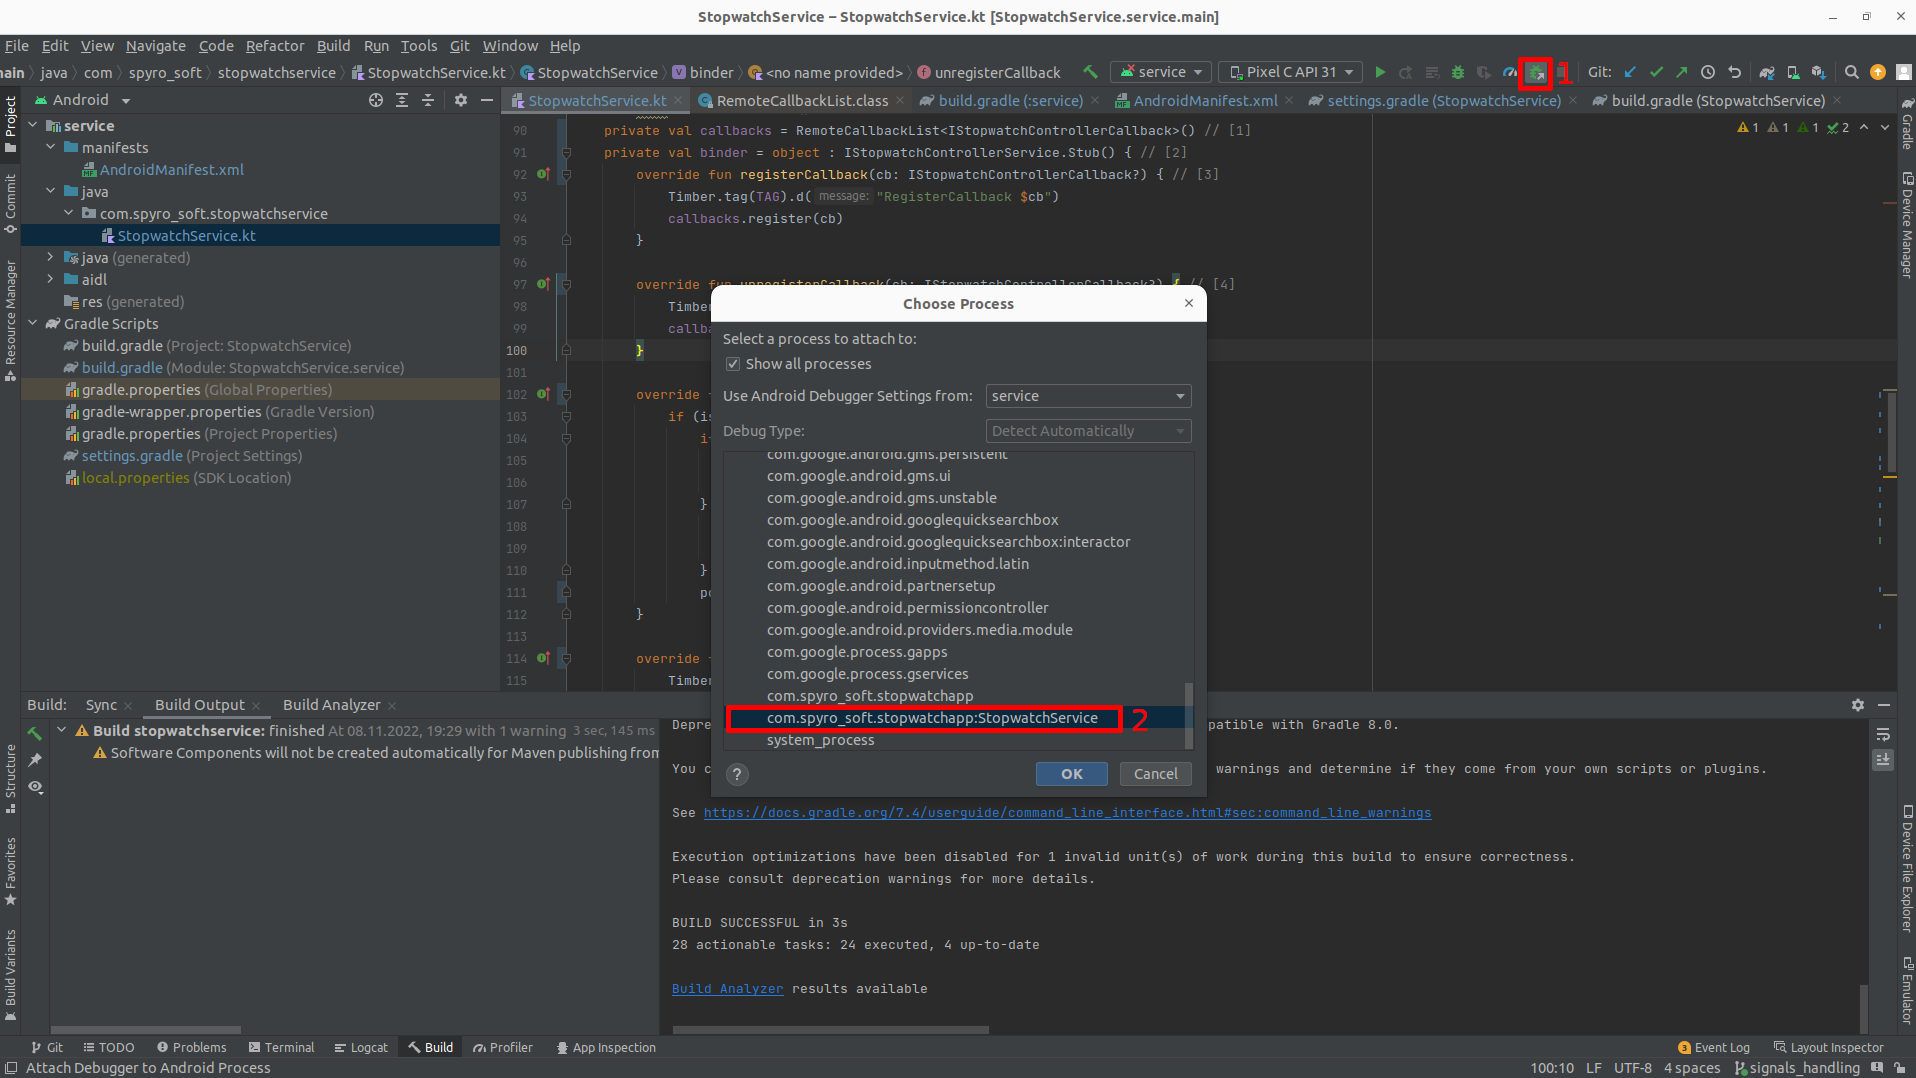 StopwatchService – StopwatchService.kt [StopwatchService.service.main]
File Edit View Navigate Code Refactor Build Run Tools Git Window Help
main java com spyro_soft stopwatchservice StopwatchService.kt StopwatchService binder <no name provided> unregisterCallback service Pixel C API 31 1 Git:
Android StopwatchService.kt RemoteCallbackList.class build.gradle (:service) AndroidManifest.xml settings.gradle (StopwatchService) build.gradle (StopwatchService)
Project
Commit
Resource Manager
Structure
Favorites
Build Variants
service
manifests
AndroidManifest.xml
java
com.spyro_soft.stopwatchservice
StopwatchService.kt
java (generated)
aidl
res (generated)
Gradle Scripts
build.gradle (Project: StopwatchService)
build.gradle (Module: StopwatchService.service)
gradle.properties (Global Properties)
gradle-wrapper.properties (Gradle Version)
gradle.properties (Project Properties)
settings.gradle (Project Settings)
local.properties (SDK Location)
1 1 1 2
90 private val callbacks = RemoteCallbackList<IStopwatchControllerCallback>() // [1]
91 private val binder = object : IStopwatchControllerService.Stub() { // [2]
92 override fun registerCallback(cb: IStopwatchControllerCallback?) { // [3]
93 Timber.tag(TAG).d( message: "RegisterCallback $cb")
94 callbacks.register(cb)
95 }
96
97 override fun unregisterCallback(cb: IStopwatchControllerCallback?) { // [4]
98 Timber
99 callba
100 }
101
102 override
103 if (is
104 if
105
106
107 }
108
109
110 }
111 po
112 }
113
114 override
115 Timber
Choose Process
Select a process to attach to:
Show all processes
Use Android Debugger Settings from: service
Debug Type: Detect Automatically
com.google.android.gms.persistent
com.google.android.gms.ui
com.google.android.gms.unstable
com.google.android.googlequicksearchbox
com.google.android.googlequicksearchbox:interactor
com.google.android.inputmethod.latin
com.google.android.partnersetup
com.google.android.permissioncontroller
com.google.android.providers.media.module
com.google.process.gapps
com.google.process.gservices
com.spyro_soft.stopwatchapp
com.spyro_soft.stopwatchapp:StopwatchService 2
system_process
? OK Cancel
Gradle
Device Manager
Device File Explorer
Emulator
Build: Sync Build Output Build Analyzer
Build stopwatchservice: finished At 08.11.2022, 19:29 with 1 warning 3 sec, 145 ms
Software Components will not be created automatically for Maven publishing from
Depre patible with Gradle 8.0.
You c warnings and determine if they come from your own scripts or plugins.
See https://docs.gradle.org/7.4/userguide/command_line_interface.html#sec:command_line_warnings
Execution optimizations have been disabled for 1 invalid unit(s) of work during this build to ensure correctness.
Please consult deprecation warnings for more details.
BUILD SUCCESSFUL in 3s
28 actionable tasks: 24 executed, 4 up-to-date
Build Analyzer results available
Git TODO Problems Terminal Logcat Build Profiler App Inspection 3 Event Log Layout Inspector
Attach Debugger to Android Process 100:10 LF UTF-8 4 spaces signals_handling